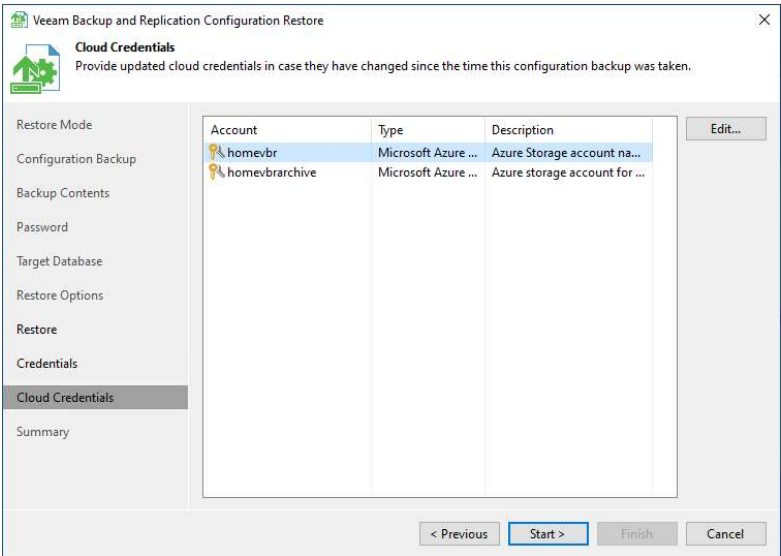 Veeam Backup and Replication Configuration Restore
Cloud Credentials
Provide updated cloud credentials in case they have changed since the time this configuration backup was taken.
Restore Mode
Configuration Backup
Backup Contents
Password
Target Database
Restore Options
Restore
Credentials
Cloud Credentials
Summary
Account Type Description
homevbr Microsoft Azure ... Azure Storage account na...
homevbrarchive Microsoft Azure ... Azure storage account for ...
Edit...
< Previous Start > Finish Cancel